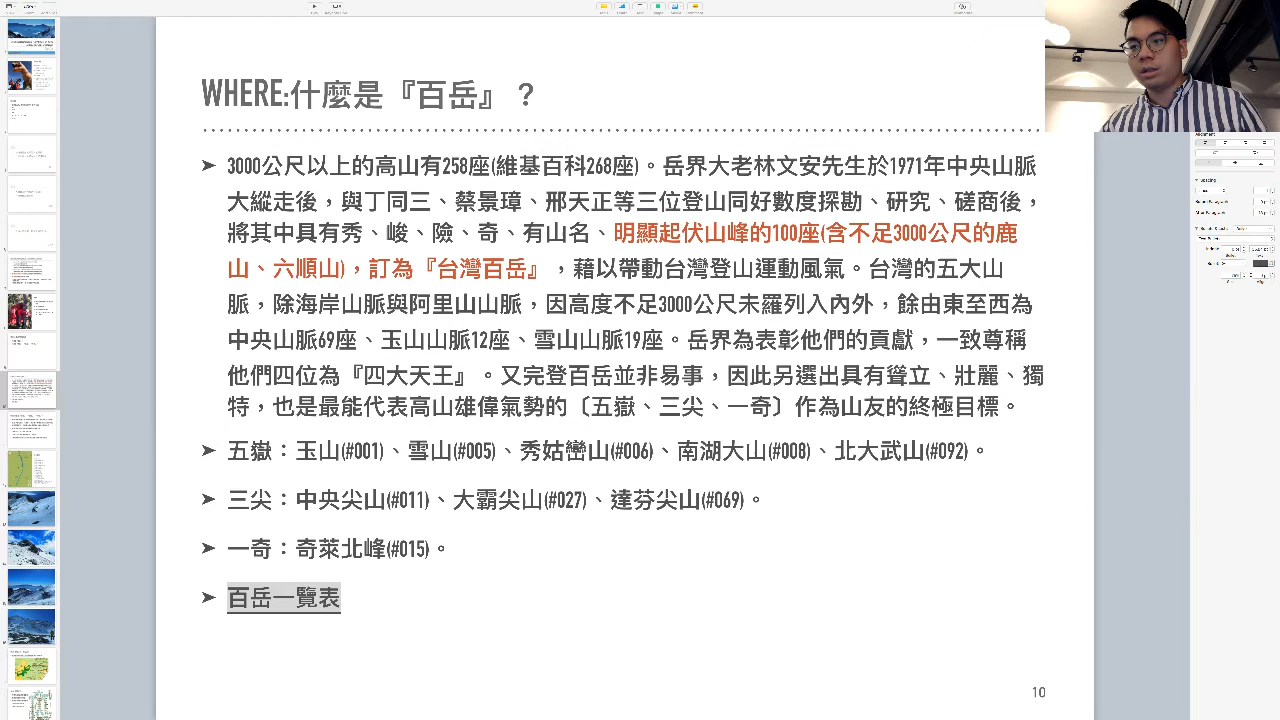 WHERE:什麼是『百岳』？
➤ 3000公尺以上的高山有258座(維基百科268座)。岳界大老林文安先生於1971年中央山脈
大縱走後，與丁同三、蔡景璋、邢天正等三位登山同好數度探勘、研究、磋商後，
將其中具有秀、峻、險、奇、有山名、明顯起伏山峰的100座(含不足3000公尺的鹿
山、六順山)，訂為『台灣百岳』，藉以帶動台灣登山運動風氣。台灣的五大山
脈，除海岸山脈與阿里山山脈，因高度不足3000公尺未羅列入內外，餘由東至西為
中央山脈69座、玉山山脈12座、雪山山脈19座。岳界為表彰他們的貢獻，一致尊稱
他們四位為『四大天王』。又完登百岳並非易事，因此另選出具有聳立、壯麗、獨
特，也是最能代表高山雄偉氣勢的〔五嶽、三尖、一奇〕作為山友的終極目標。
➤ 五嶽：玉山(#001)、雪山(#005)、秀姑巒山(#006)、南湖大山(#008)、北大武山(#092)。
➤ 三尖：中央尖山(#011)、大霸尖山(#027)、達芬尖山(#069)。
➤ 一奇：奇萊北峰(#015)。
➤ 百岳一覽表
10
Alignment
Spacing